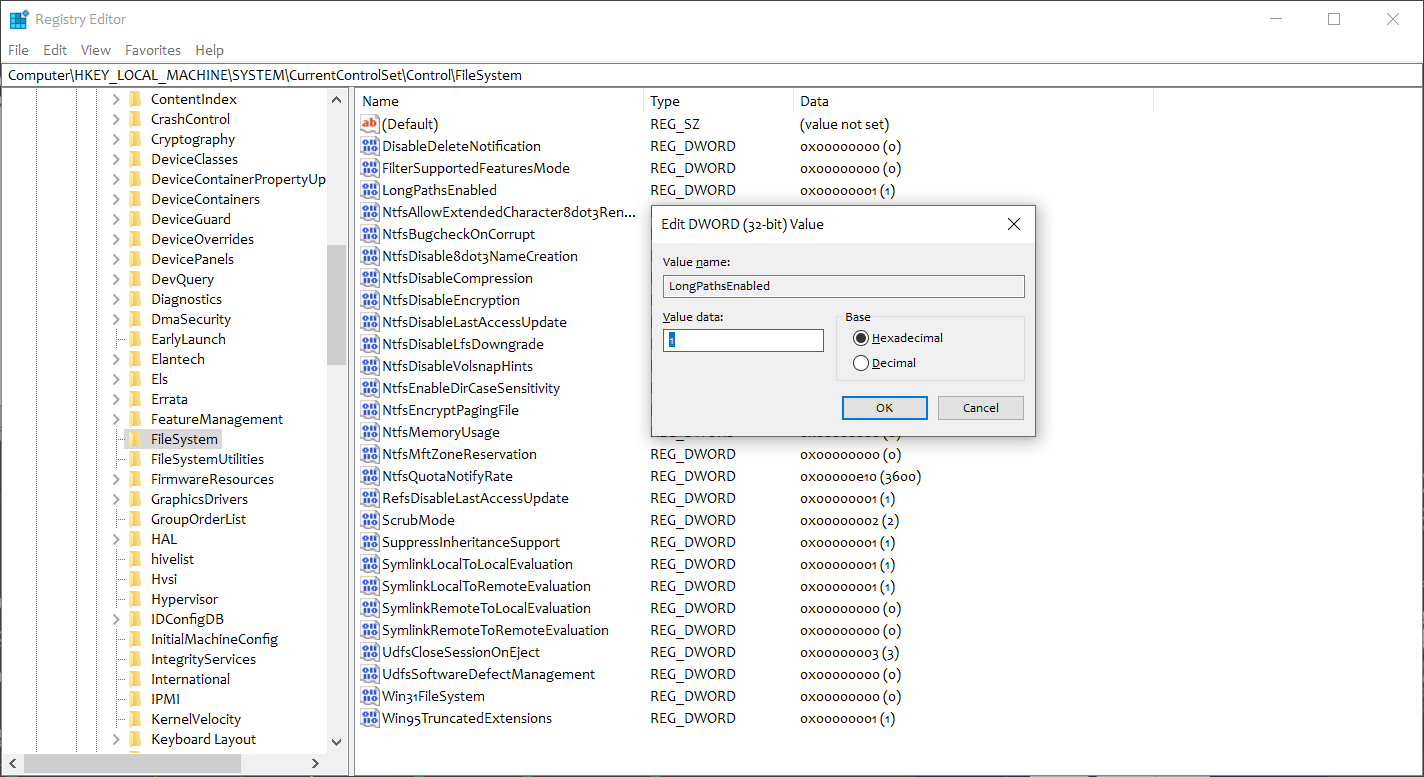 Registry Editor
File Edit View Favorites Help
Computer\HKEY_LOCAL_MACHINE\SYSTEM\CurrentControlSet\Control\FileSystem
ContentIndex
CrashControl
Cryptography
DeviceClasses
DeviceContainerPropertyUp
DeviceContainers
DeviceGuard
DeviceOverrides
DevicePanels
DevQuery
Diagnostics
DmaSecurity
EarlyLaunch
Elantech
Els
Errata
FeatureManagement
FileSystem
FileSystemUtilities
FirmwareResources
GraphicsDrivers
GroupOrderList
HAL
hivelist
Hvsi
Hypervisor
IDConfigDB
InitialMachineConfig
IntegrityServices
International
IPMI
KernelVelocity
Keyboard Layout
Name Type Data
(Default) REG_SZ (value not set)
DisableDeleteNotification REG_DWORD 0x00000000 (0)
FilterSupportedFeaturesMode REG_DWORD 0x00000000 (0)
LongPathsEnabled REG_DWORD 0x00000001 (1)
NtfsAllowExtendedCharacter8dot3Ren...
NtfsBugcheckOnCorrupt
NtfsDisable8dot3NameCreation
NtfsDisableCompression
NtfsDisableEncryption
NtfsDisableLastAccessUpdate
NtfsDisableLfsDowngrade
NtfsDisableVolsnapHints
NtfsEnableDirCaseSensitivity
NtfsEncryptPagingFile
NtfsMemoryUsage
NtfsMftZoneReservation REG_DWORD 0x00000000 (0)
NtfsQuotaNotifyRate REG_DWORD 0x00000e10 (3600)
RefsDisableLastAccessUpdate REG_DWORD 0x00000001 (1)
ScrubMode REG_DWORD 0x00000002 (2)
SuppressInheritanceSupport REG_DWORD 0x00000001 (1)
SymlinkLocalToLocalEvaluation REG_DWORD 0x00000001 (1)
SymlinkLocalToRemoteEvaluation REG_DWORD 0x00000001 (1)
SymlinkRemoteToLocalEvaluation REG_DWORD 0x00000000 (0)
SymlinkRemoteToRemoteEvaluation REG_DWORD 0x00000000 (0)
UdfsCloseSessionOnEject REG_DWORD 0x00000003 (3)
UdfsSoftwareDefectManagement REG_DWORD 0x00000000 (0)
Win31FileSystem REG_DWORD 0x00000000 (0)
Win95TruncatedExtensions REG_DWORD 0x00000001 (1)
Edit DWORD (32-bit) Value
Value name:
LongPathsEnabled
Value data: Base
1 Hexadecimal
Decimal
OK Cancel